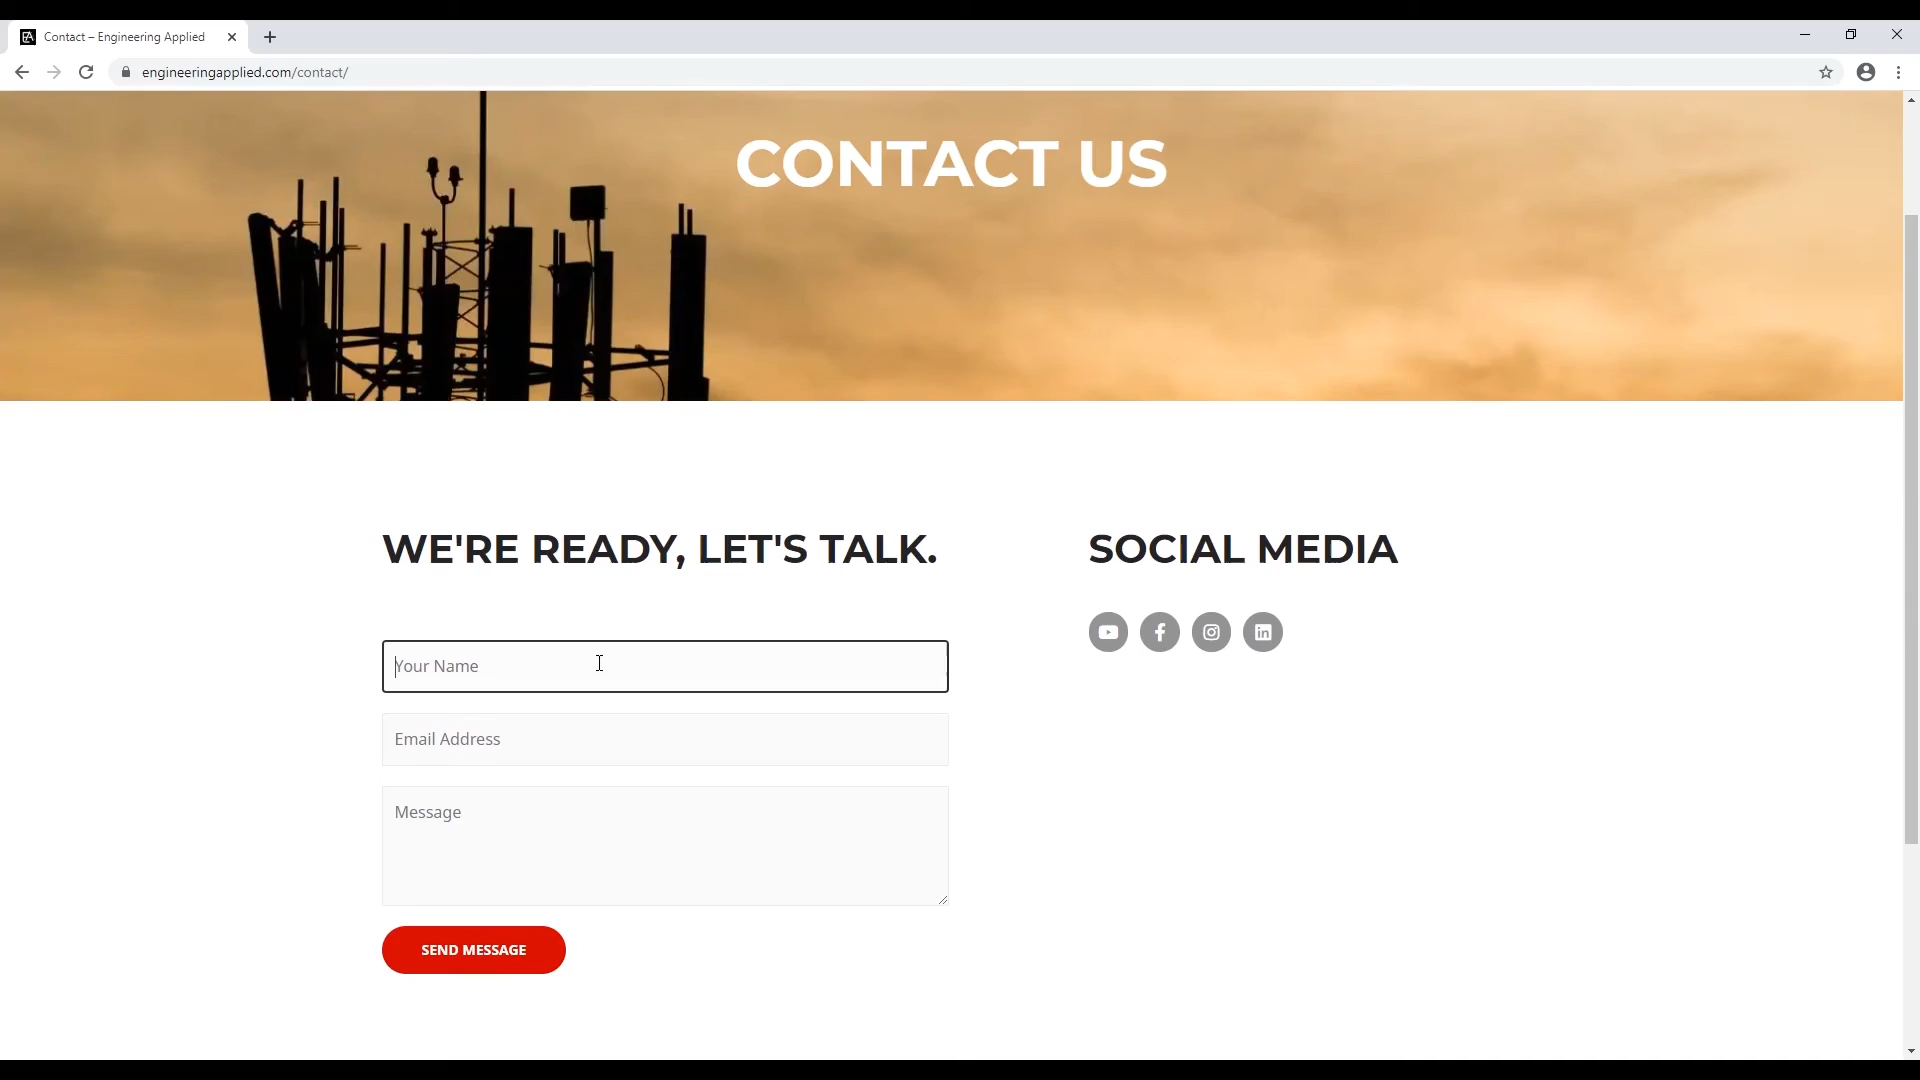 Contact – Engineering Applied
engineeringapplied.com/contact/
CONTACT US
WE'RE READY, LET'S TALK.
SOCIAL MEDIA
Your Name
Email Address
Message
SEND MESSAGE